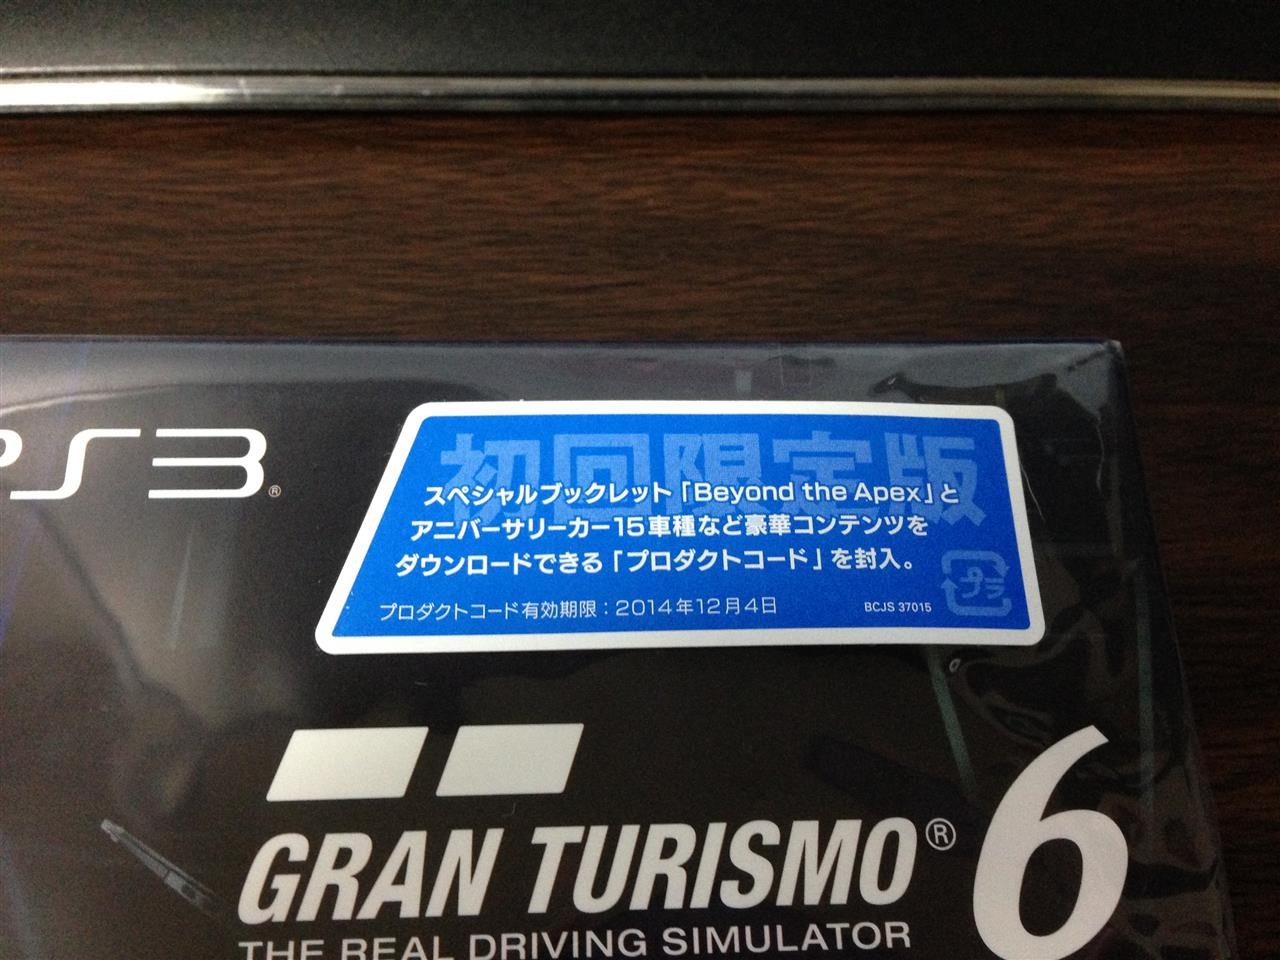 PS3®
初回限定版
スペシャルブックレット「Beyond the Apex」と
アニバーサリーカー15車種など豪華コンテンツを
ダウンロードできる「プロダクトコード」を封入。
プラ
プロダクトコード有効期限：2014年12月4日 BCJS 37015
GRAN TURISMO® 6
THE REAL DRIVING SIMULATOR